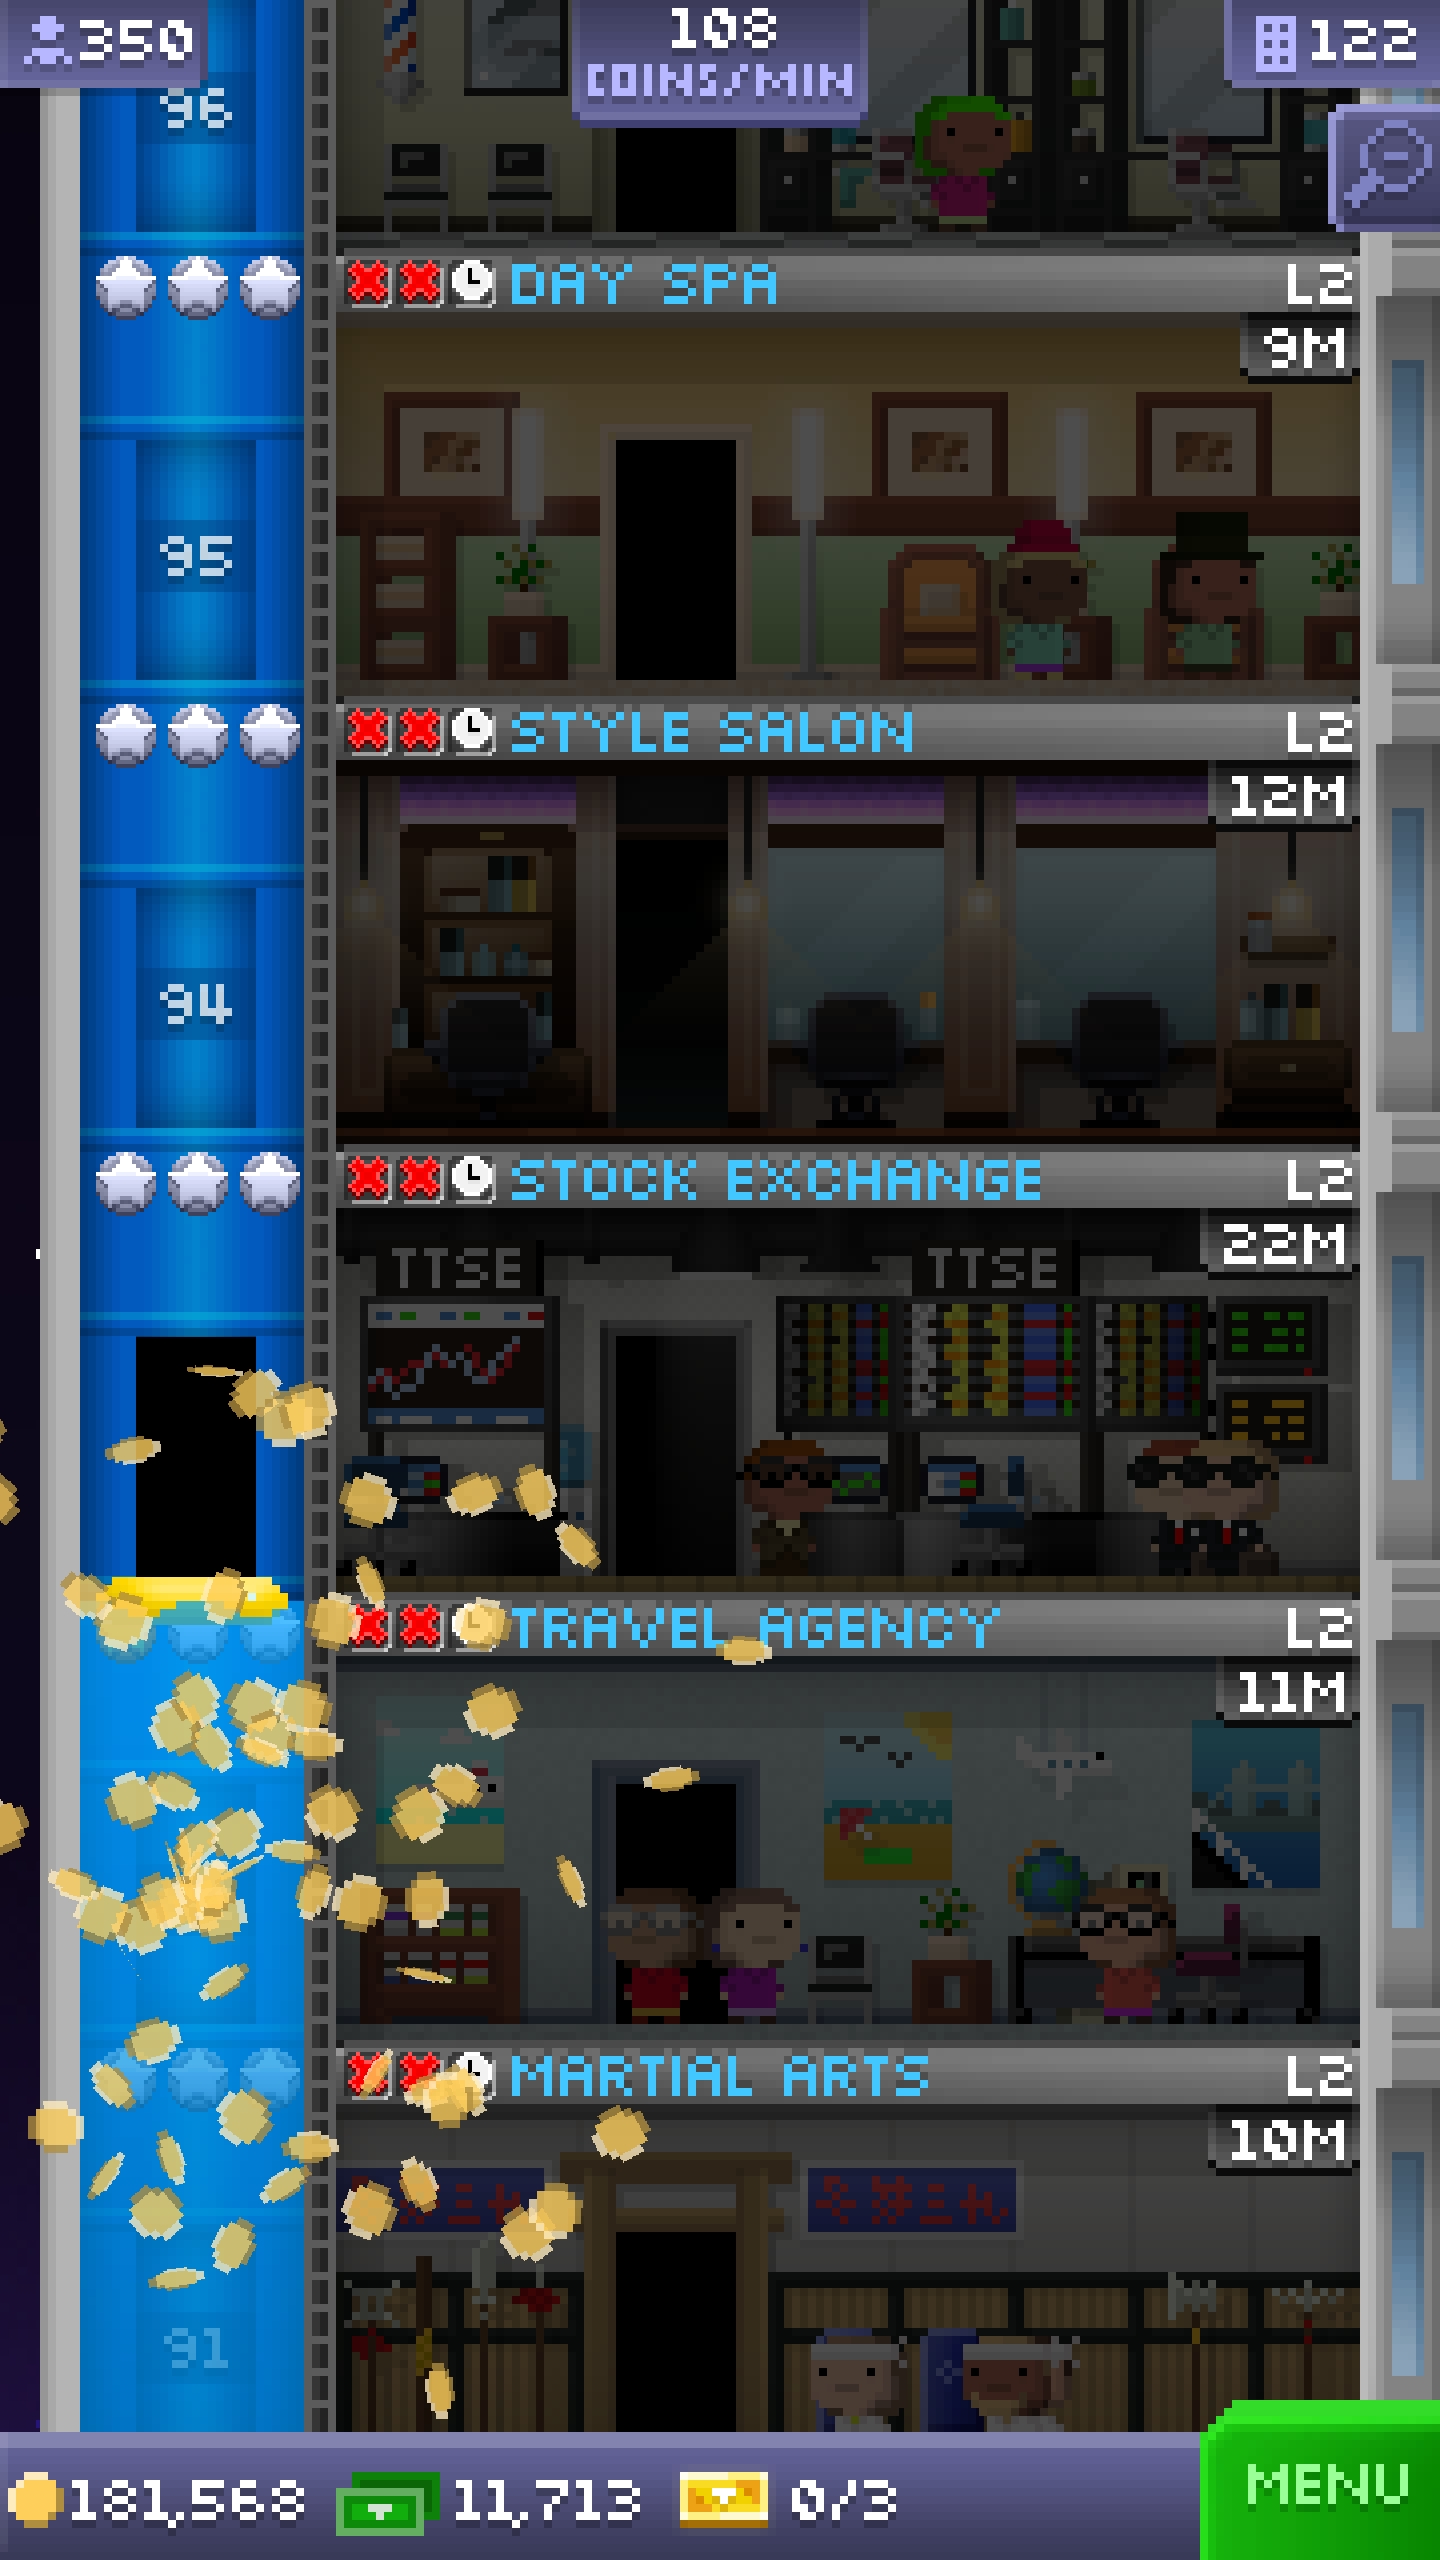 350
108
COINS/MIN
122
96
DAY SPA
L2
9M
95
STYLE SALON
L2
12M
94
STOCK EXCHANGE
L2
22M
TTSE
TTSE
TRAVEL AGENCY
L2
11M
MARTIAL ARTS
L2
10M
91
181,568
11,713
0/3
MENU